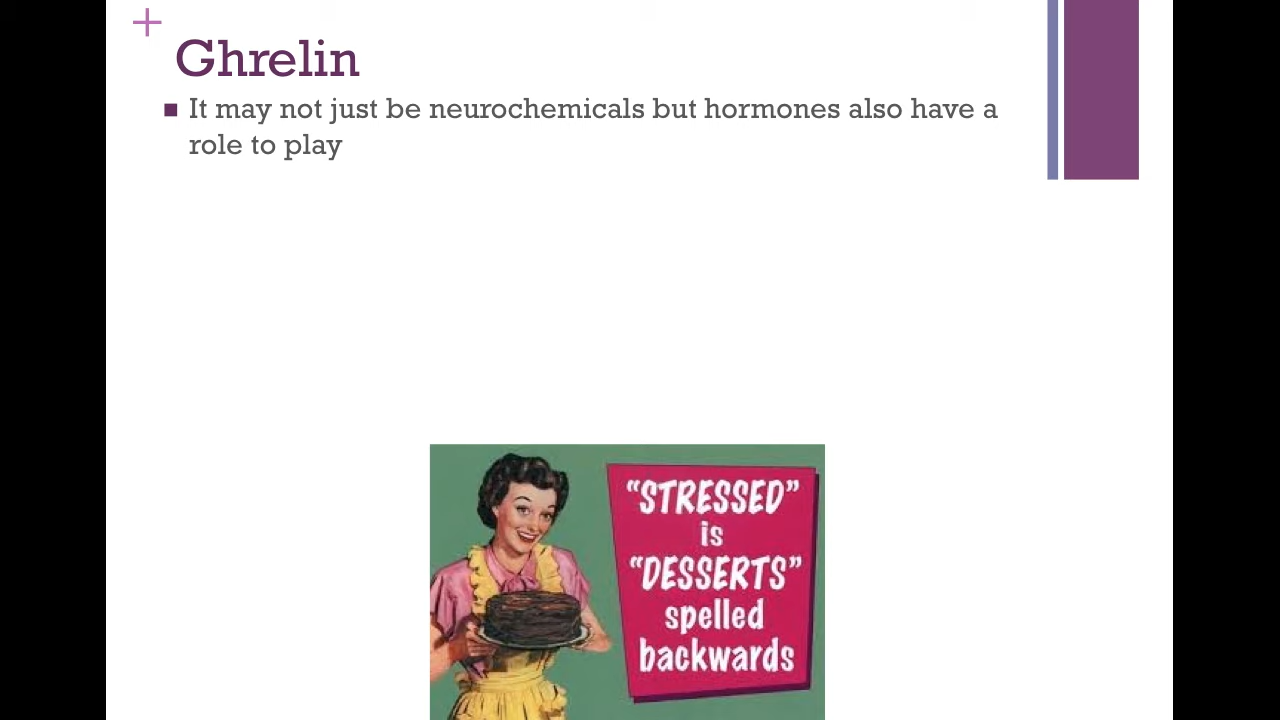 Ghrelin
It may not just be neurochemicals but hormones also have a
role to play
“STRESSED”
is
“DESSERTS”
spelled
backwards